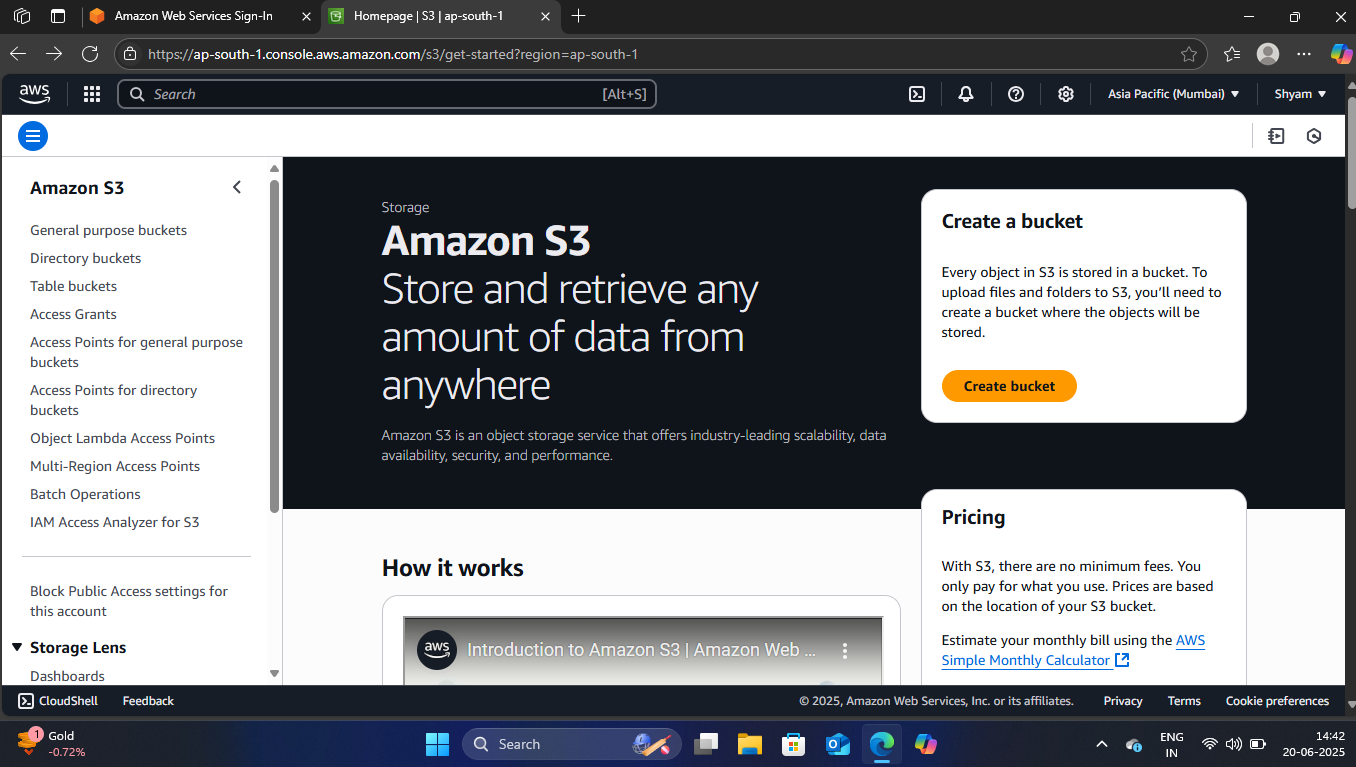 Amazon Web Services Sign-In
Homepage | S3 | ap-south-1
https://ap-south-1.console.aws.amazon.com/s3/get-started?region=ap-south-1
aws
Search
[Alt+S]
Asia Pacific (Mumbai)
Shyam
Amazon S3
General purpose buckets
Directory buckets
Table buckets
Access Grants
Access Points for general purpose
buckets
Access Points for directory
buckets
Object Lambda Access Points
Multi-Region Access Points
Batch Operations
IAM Access Analyzer for S3
Block Public Access settings for
this account
Storage Lens
Dashboards
Storage
Amazon S3
Store and retrieve any
amount of data from
anywhere
Amazon S3 is an object storage service that offers industry-leading scalability, data
availability, security, and performance.
Create a bucket
Every object in S3 is stored in a bucket. To
upload files and folders to S3, you'll need to
create a bucket where the objects will be
stored.
Create bucket
How it works
aws
Introduction to Amazon S3 | Amazon Web ...
Pricing
With S3, there are no minimum fees. You
only pay for what you use. Prices are based
on the location of your S3 bucket.
Estimate your monthly bill using the AWS
Simple Monthly Calculator
CloudShell
Feedback
© 2025, Amazon Web Services, Inc. or its affiliates.
Privacy
Terms
Cookie preferences
1
Gold
-0.72%
Search
ENG
IN
14:42
20-06-2025